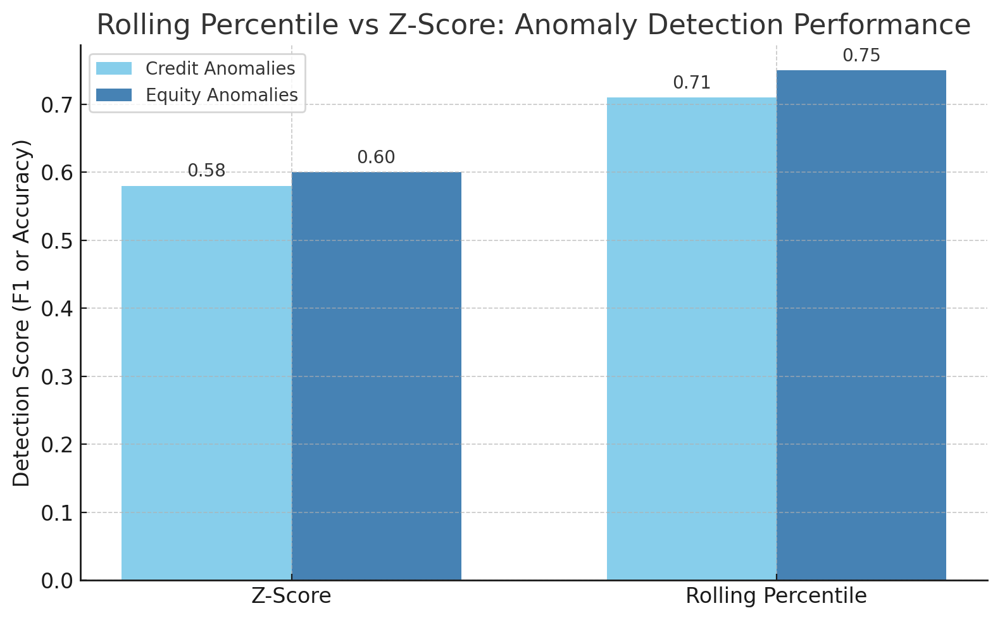 Rolling Percentile vs Z-Score: Anomaly Detection Performance
Credit Anomalies
Equity Anomalies
Detection Score (F1 or Accuracy)
0.7
0.6
0.5
0.4
0.3
0.2
0.1
0.0
0.58
0.60
0.71
0.75
Z-Score
Rolling Percentile